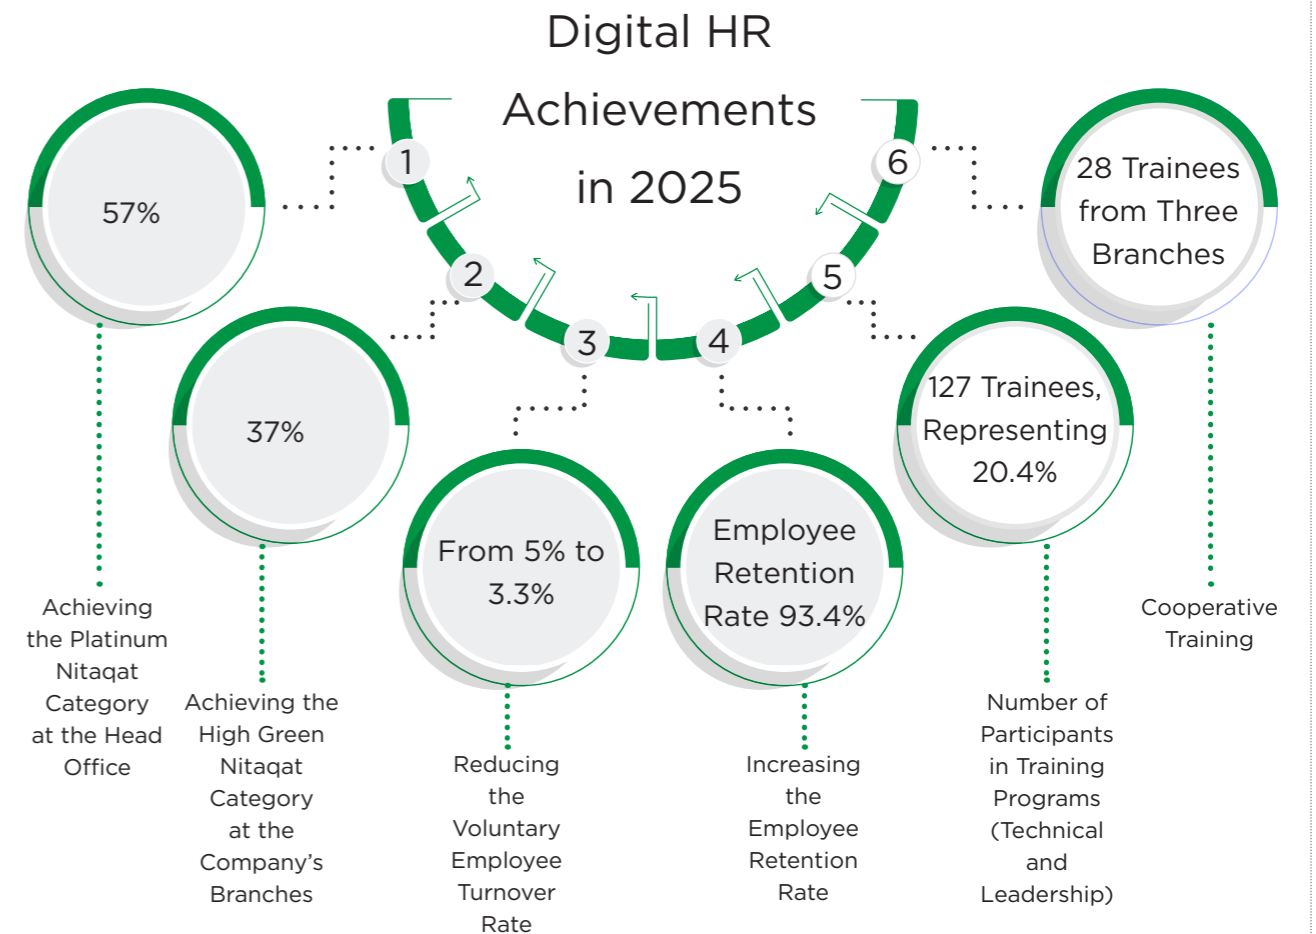 Digital HR
Achievements
in 2025
1
57%
Achieving
the Platinum
Nitaqat
Category
at the Head
Office
2
37%
Achieving the
High Green
Nitaqat
Category
at the
Company’s
Branches
3
From 5% to
3.3%
Reducing
the
Voluntary
Employee
Turnover
Rate
4
Employee
Retention
Rate 93.4%
Increasing
the
Employee
Retention
Rate
5
127 Trainees,
Representing
20.4%
Number of
Participants
in Training
Programs
(Technical
and
Leadership)
6
28 Trainees
from Three
Branches
Cooperative
Training